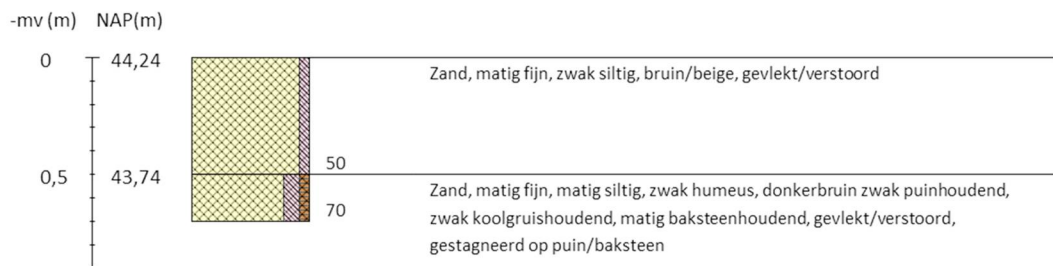 -mv (m) NAP(m)
0 44,24
Zand, matig fijn, zwak siltig, bruin/beige, gevlekt/verstoord
50
0,5 43,74
Zand, matig fijn, matig siltig, zwak humeus, donkerbruin zwak puinhoudend,
70
zwak koolgruishoudend, matig baksteenhoudend, gevlekt/verstoord,
gestagneerd op puin/baksteen